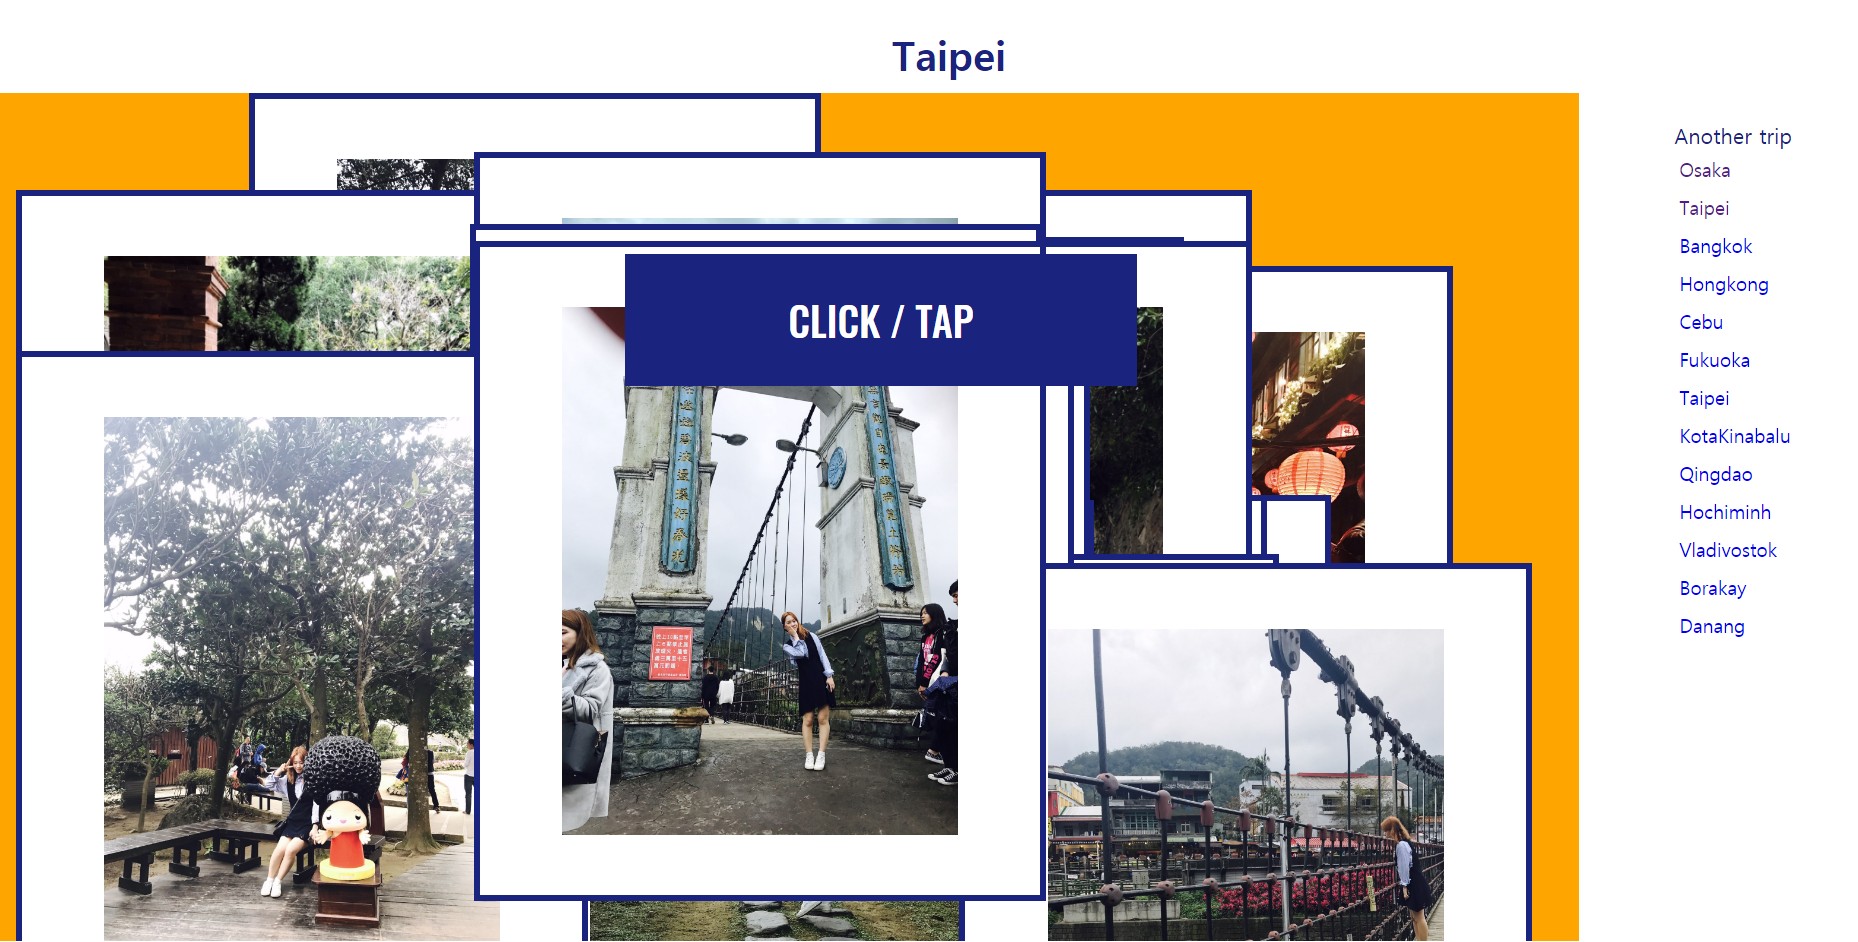 Taipei
CLICK / TAP
Another trip
Osaka
Taipei
Bangkok
Hongkong
Cebu
Fukuoka
Taipei
KotaKinabalu
Qingdao
Hochiminh
Vladivostok
Borakay
Danang